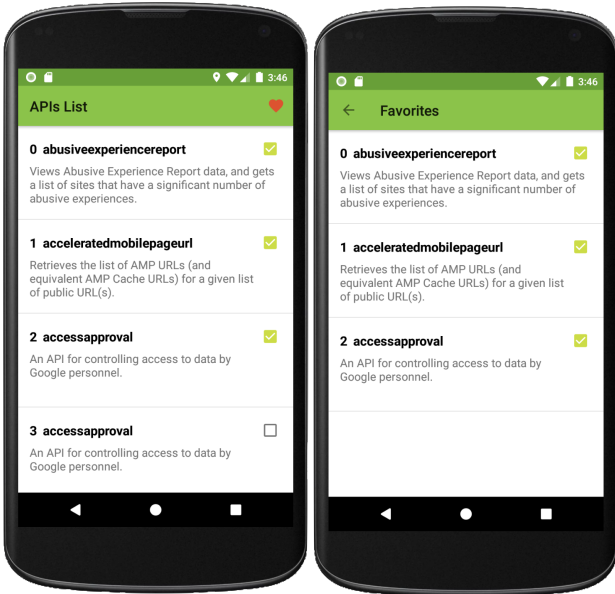 3:46
APIs List
0 abusiveexperiencereport
Views Abusive Experience Report data, and gets
a list of sites that have a significant number of
abusive experiences.
1 acceleratedmobilepageurl
Retrieves the list of AMP URLs (and
equivalent AMP Cache URLs) for a given list
of public URL(s).
2 accessapproval
An API for controlling access to data by
Google personnel.
3 accessapproval
An API for controlling access to data by
Google personnel.
3:46
Favorites
0 abusiveexperiencereport
Views Abusive Experience Report data, and gets
a list of sites that have a significant number of
abusive experiences.
1 acceleratedmobilepageurl
Retrieves the list of AMP URLs (and
equivalent AMP Cache URLs) for a given list
of public URL(s).
2 accessapproval
An API for controlling access to data by
Google personnel.